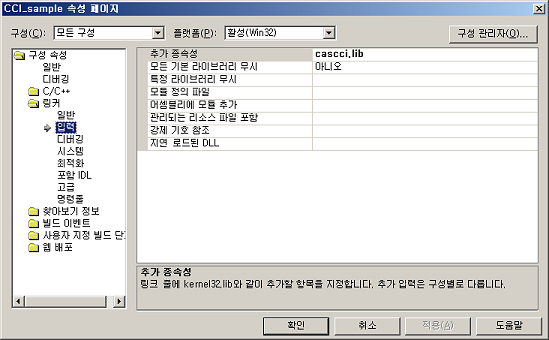 CCI_sample 속성 페이지
구성(C): 모든 구성 플랫폼(P): 활성(Win32) 구성 관리자(O)...
구성 속성
일반
디버깅
C/C++
링커
일반
입력
디버깅
시스템
최적화
포함 IDL
고급
명령줄
찾아보기 정보
빌드 이벤트
사용자 지정 빌드 단
웹 배포
추가 종속성 cascci.lib
모든 기본 라이브러리 무시 아니오
특정 라이브러리 무시
모듈 정의 파일
어셈블리에 모듈 추가
관리되는 리소스 파일 포함
강제 기호 참조
지연 로드된 DLL
추가 종속성
링크 줄에 kernel32.lib와 같이 추가할 항목을 지정합니다. 추가 입력은 구성별로 다릅니다.
확인 취소 적용(A) 도움말